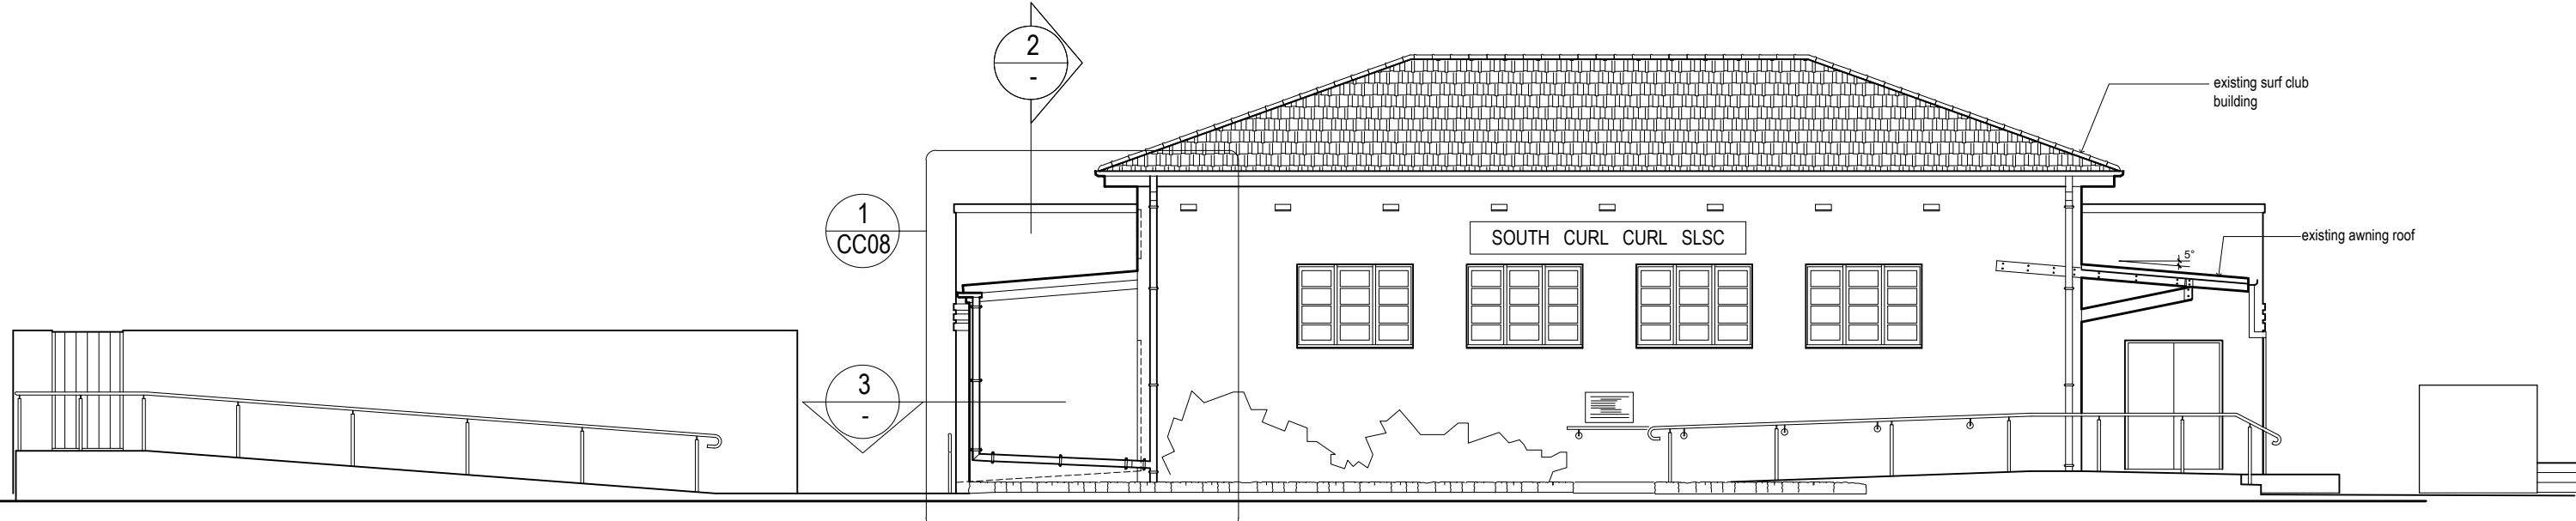 2
-
existing surf club
building
1
CC08
SOUTH CURL CURL SLSC
existing awning roof
5°
3
-